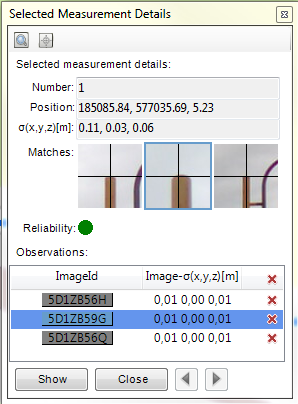 Selected Measurement Details
Selected measurement details:
Number: 1
Position: 185085.84, 577035.69, 5.23
σ(x,y,z)[m]: 0.11, 0.03, 0.06
Matches:
Reliability:
Observations:
ImageId Image-σ(x,y,z)[m]
5D1ZB56H 0,01 0,00 0,01
5D1ZB59G 0,01 0,00 0,01
5D1ZB56Q 0,01 0,00 0,01
Show Close